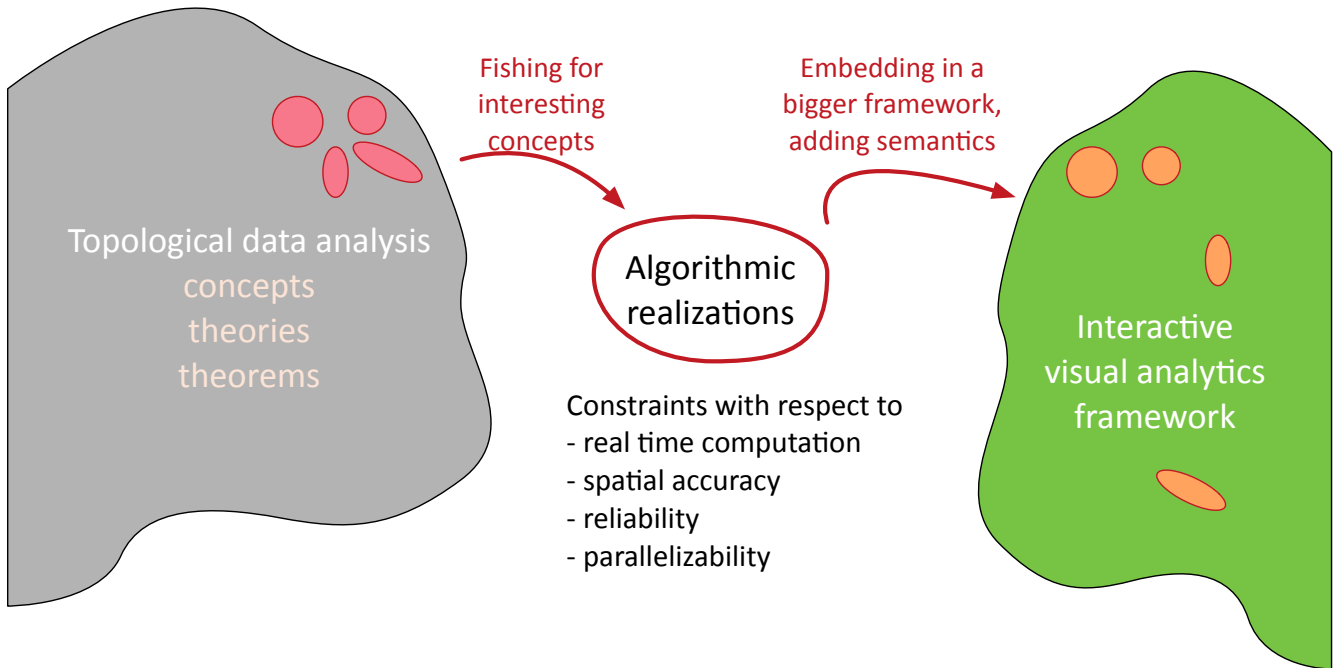 Fishing for
interesting
concepts
Embedding in a
bigger framework,
adding semantics
Topological data analysis
concepts
theories
theorems
Algorithmic
realizations
Constraints with respect to
- real time computation
- spatial accuracy
- reliability
- parallelizability
Interactive
visual analytics
framework